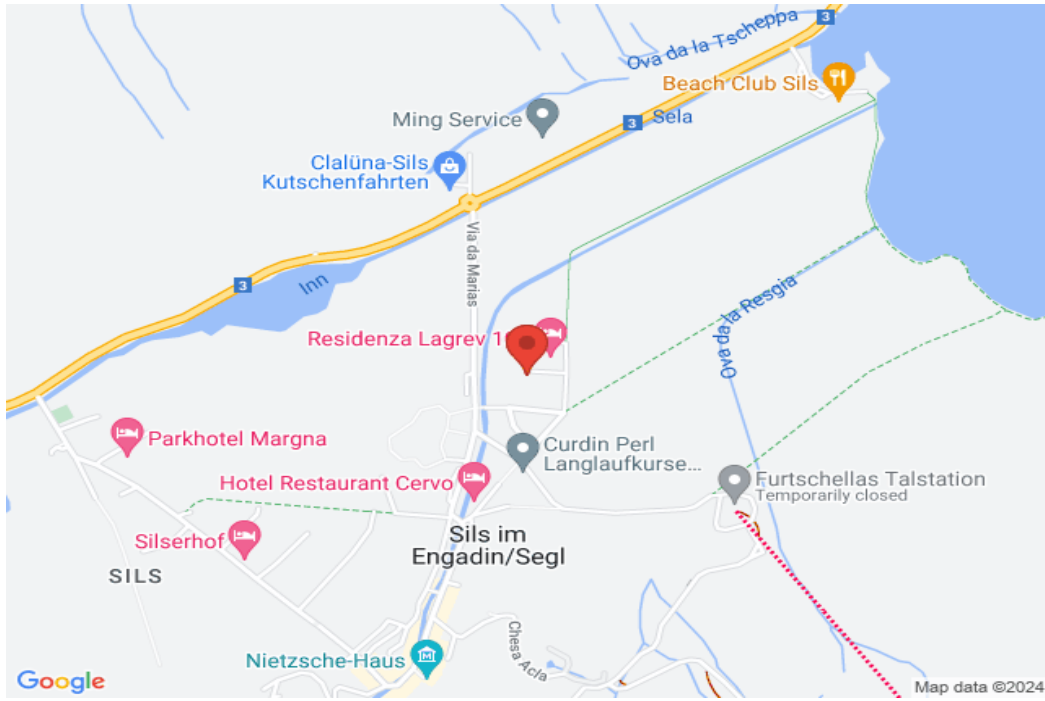 3
Ova da la Tscheppa
Beach Club Sils
Ming Service
3
Sela
Clalüna-Sils
Kutschenfahrten
Via da Marias
3
Inn
Ova da la Resgia
Residenza Lagrev 1
Parkhotel Margna
Curdin Perl
Langlaufkurse...
Hotel Restaurant Cervo
Furtschellas Talstation
Temporarily closed
Silserhof
Sils im
Engadin/Segl
SILS
Chesa Acla
Nietzsche-Haus
Google
Map data ©2024